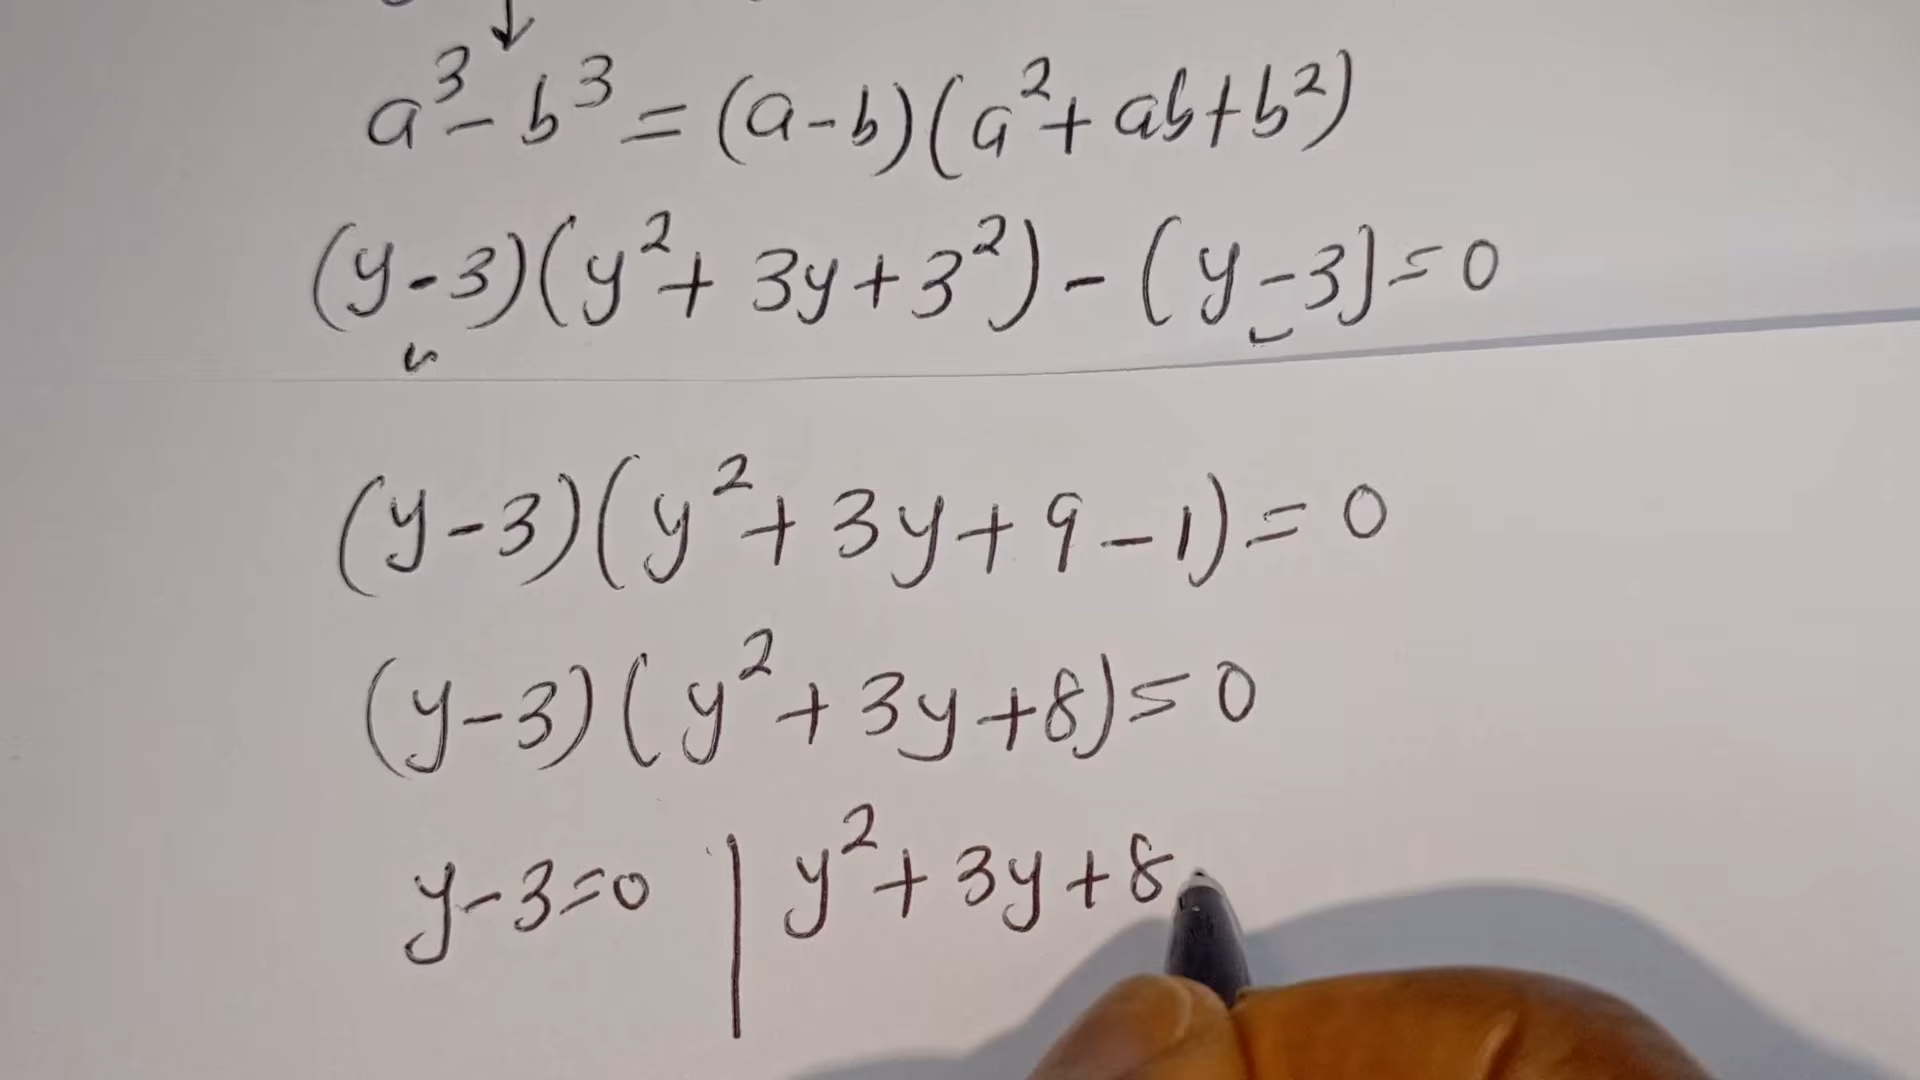 a³-b³=(a-b)(a²+ab+b²)
(y-3)(y²+3y+3²)-(y-3)=0
(y-3)(y²+3y+9-1)=0
(y-3)(y²+3y+8)=0
y-3=0 | y²+3y+8